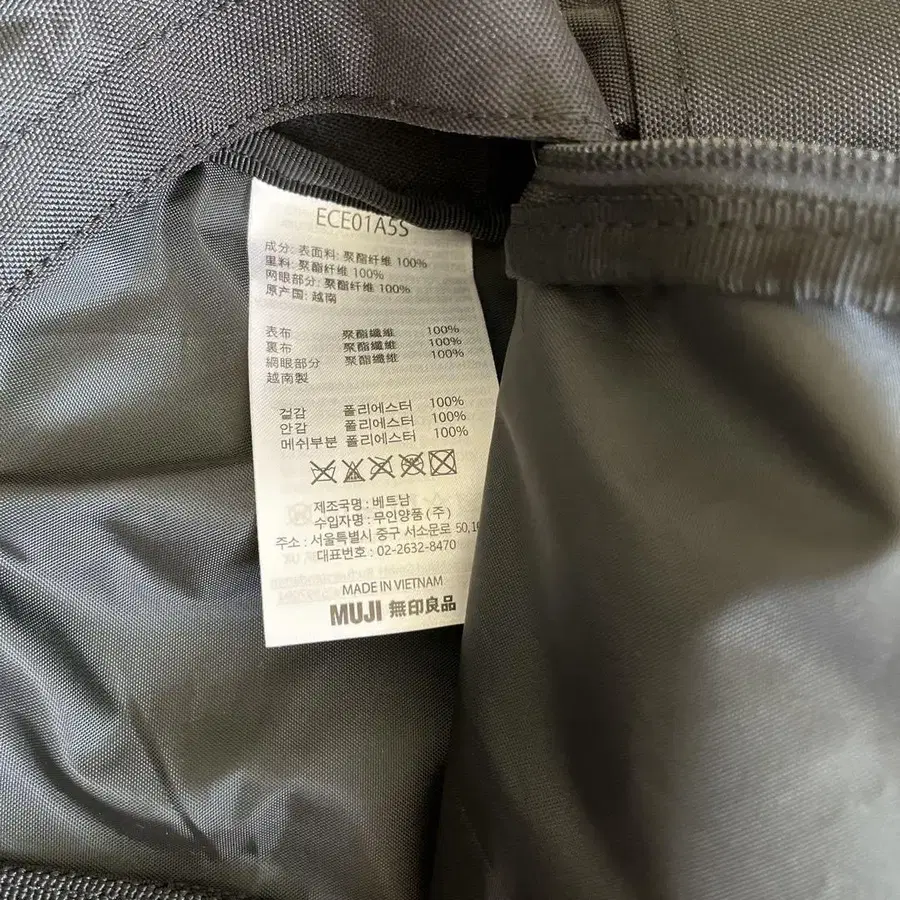 ECE01A5S
成分: 表面料: 聚酯纤维 100%
里料: 聚酯纤维 100%
网眼部分: 聚酯纤维 100%
原产国: 越南
表布 聚酯纖維 100%
裏布 聚酯纖維 100%
網眼部分 聚酯纖維 100%
越南製
겉감 폴리에스터 100%
안감 폴리에스터 100%
메쉬부분 폴리에스터 100%
제조국명 : 베트남
수입자명 : 무인양품 (주)
주소 : 서울특별시 중구 서소문로 50,
대표번호 : 02-2632-8470
MADE IN VIETNAM
MUJI 無印良品